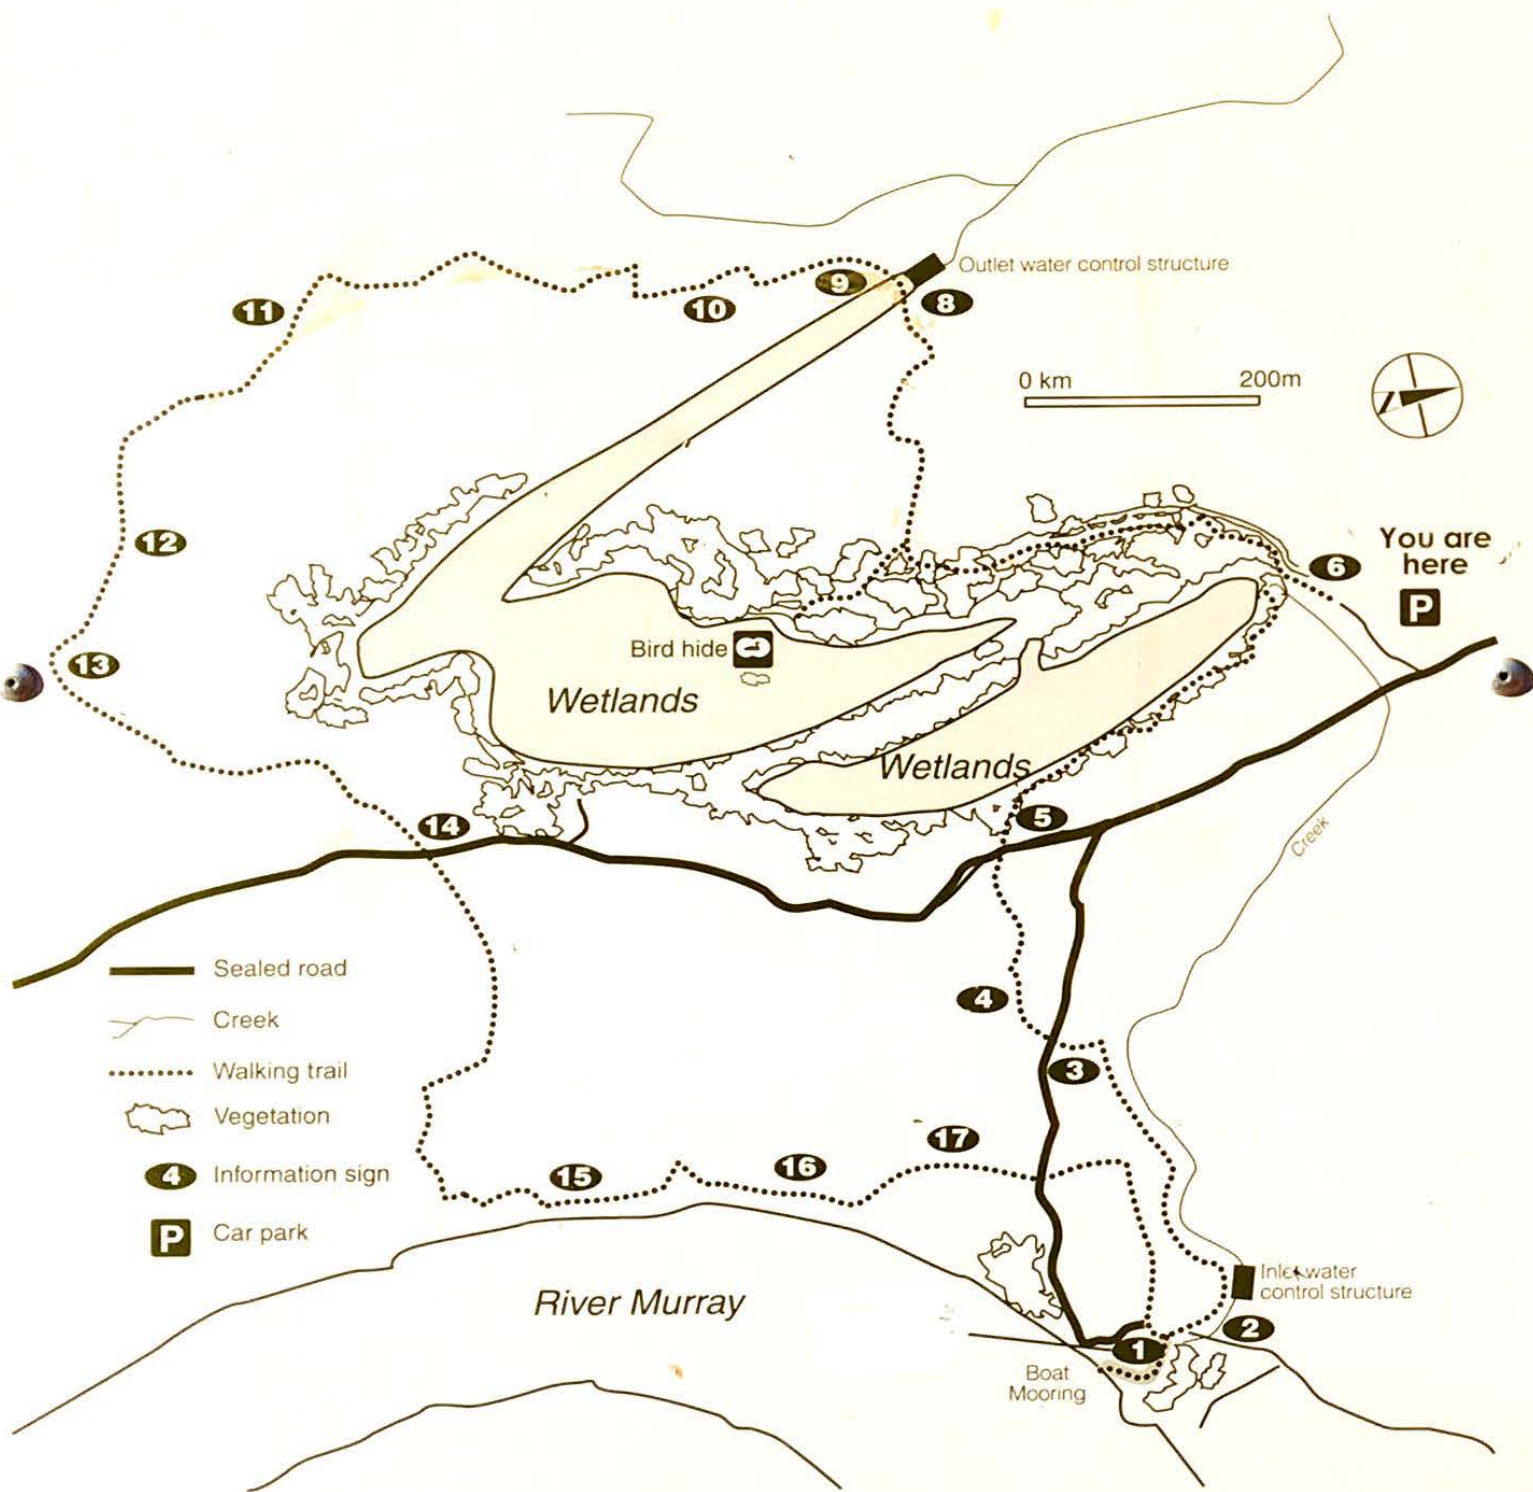 Outlet water control structure
9
8
11
10
0 km 200m
12
You are
here
6
P
Bird hide
13
Wetlands
Wetlands
5
14
Creek
Sealed road
4
Creek
3
Walking trail
Vegetation
17
16
15
4 Information sign
P Car park
Inlet water
control structure
River Murray
2
1
Boat
Mooring